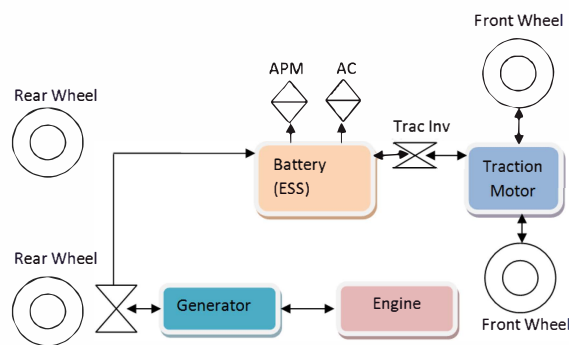 Front Wheel
APM
AC
Rear Wheel
Trac Inv
Battery
(ESS)
Traction
Motor
Rear Wheel
Generator
Engine
Front Wheel